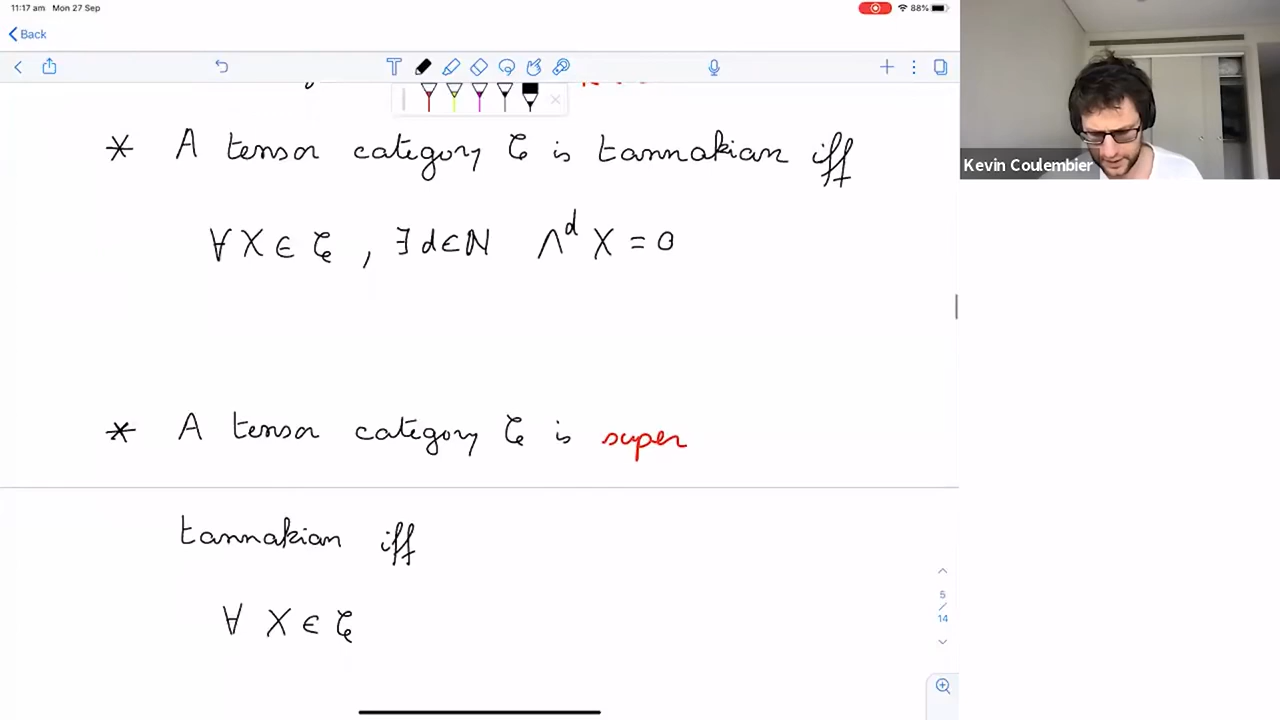 11:17 am Mon 27 Sep
88%
Back
T
* A tensor category 𝒞 is tannakian iff
∀ X ∈ 𝒞 , ∃ d ∈ ℕ Λ^d X = 0
* A tensor category 𝒞 is super
tannakian iff
∀ X ∈ 𝒞
5
/
14
Kevin Coulembier